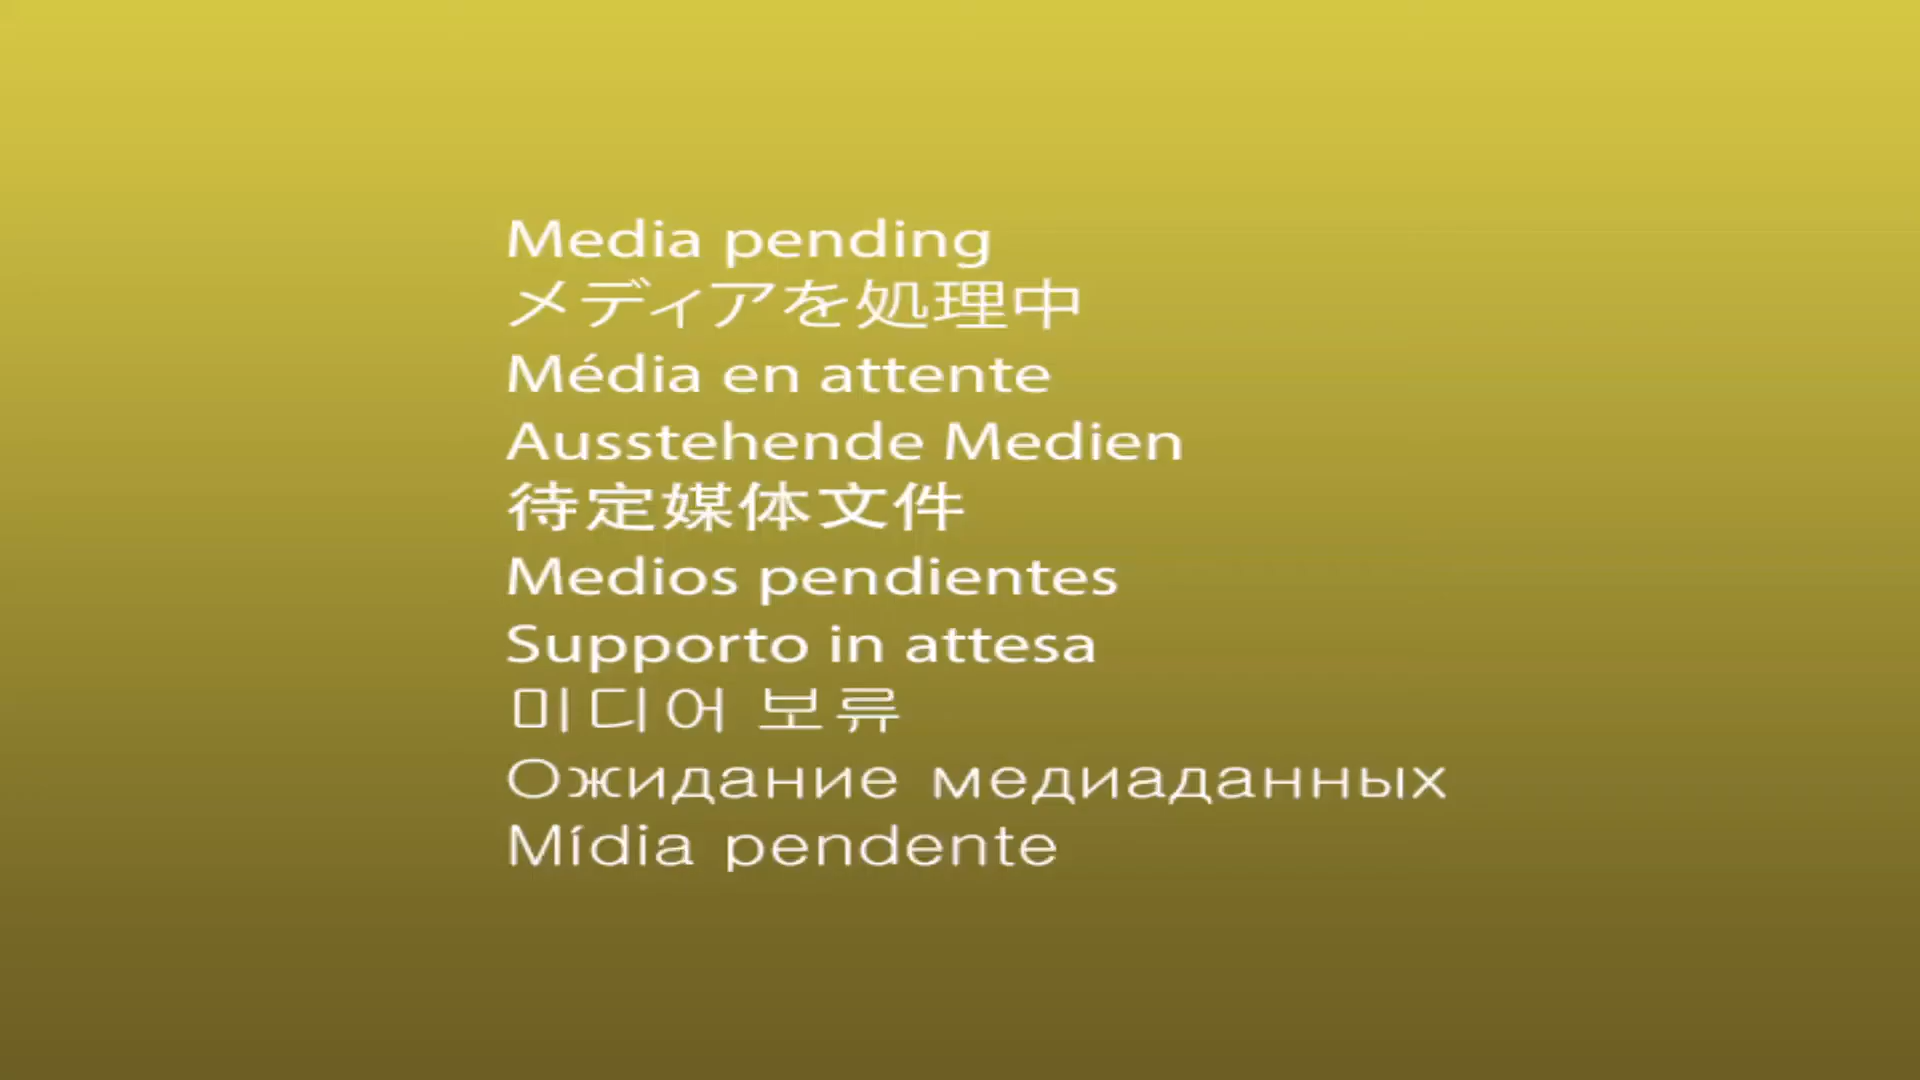 Media pending
メディアを処理中
Média en attente
Ausstehende Medien
待定媒体文件
Medios pendientes
Supporto in attesa
미디어 보류
Ожидание медиаданных
Mídia pendente